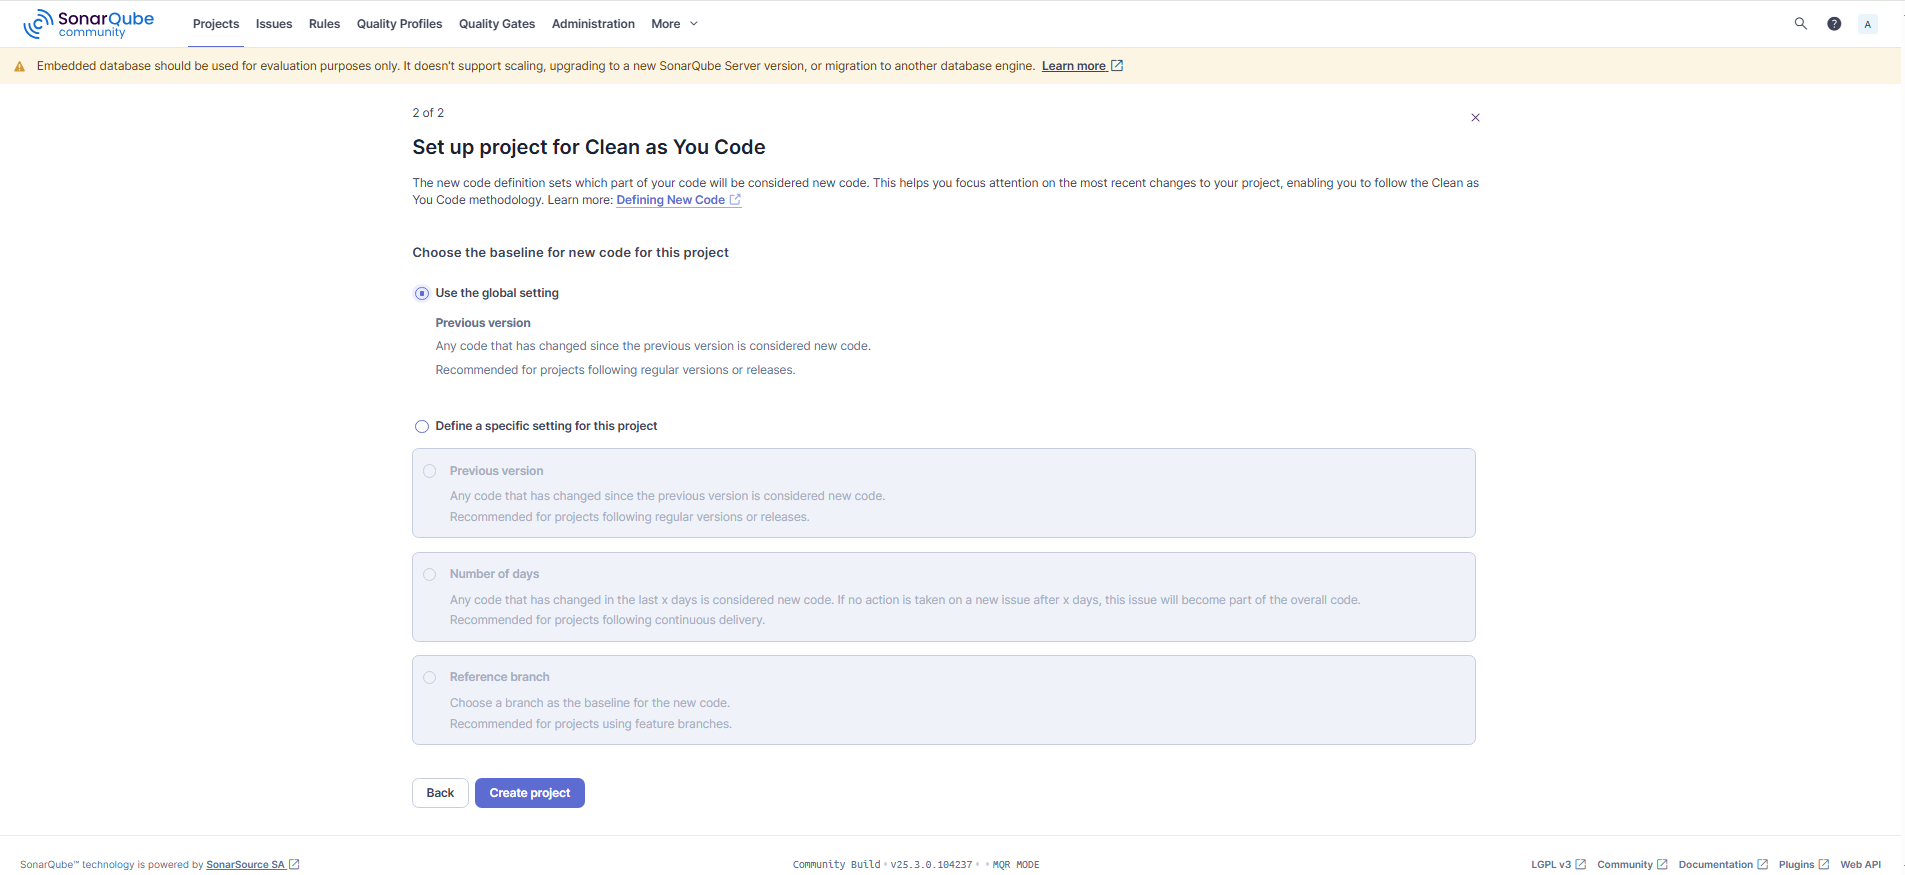 SonarQube
community
Projects Issues Rules Quality Profiles Quality Gates Administration More
? A
Embedded database should be used for evaluation purposes only. It doesn't support scaling, upgrading to a new SonarQube Server version, or migration to another database engine. Learn more
2 of 2
Set up project for Clean as You Code
The new code definition sets which part of your code will be considered new code. This helps you focus attention on the most recent changes to your project, enabling you to follow the Clean as
You Code methodology. Learn more: Defining New Code
Choose the baseline for new code for this project
Use the global setting
Previous version
Any code that has changed since the previous version is considered new code.
Recommended for projects following regular versions or releases.
Define a specific setting for this project
Previous version
Any code that has changed since the previous version is considered new code.
Recommended for projects following regular versions or releases.
Number of days
Any code that has changed in the last x days is considered new code. If no action is taken on a new issue after x days, this issue will become part of the overall code.
Recommended for projects following continuous delivery.
Reference branch
Choose a branch as the baseline for the new code.
Recommended for projects using feature branches.
Back Create project
SonarQube™ technology is powered by SonarSource SA Community Build • v25.3.0.104237 • • MQR MODE LGPL v3 Community Documentation Plugins Web API